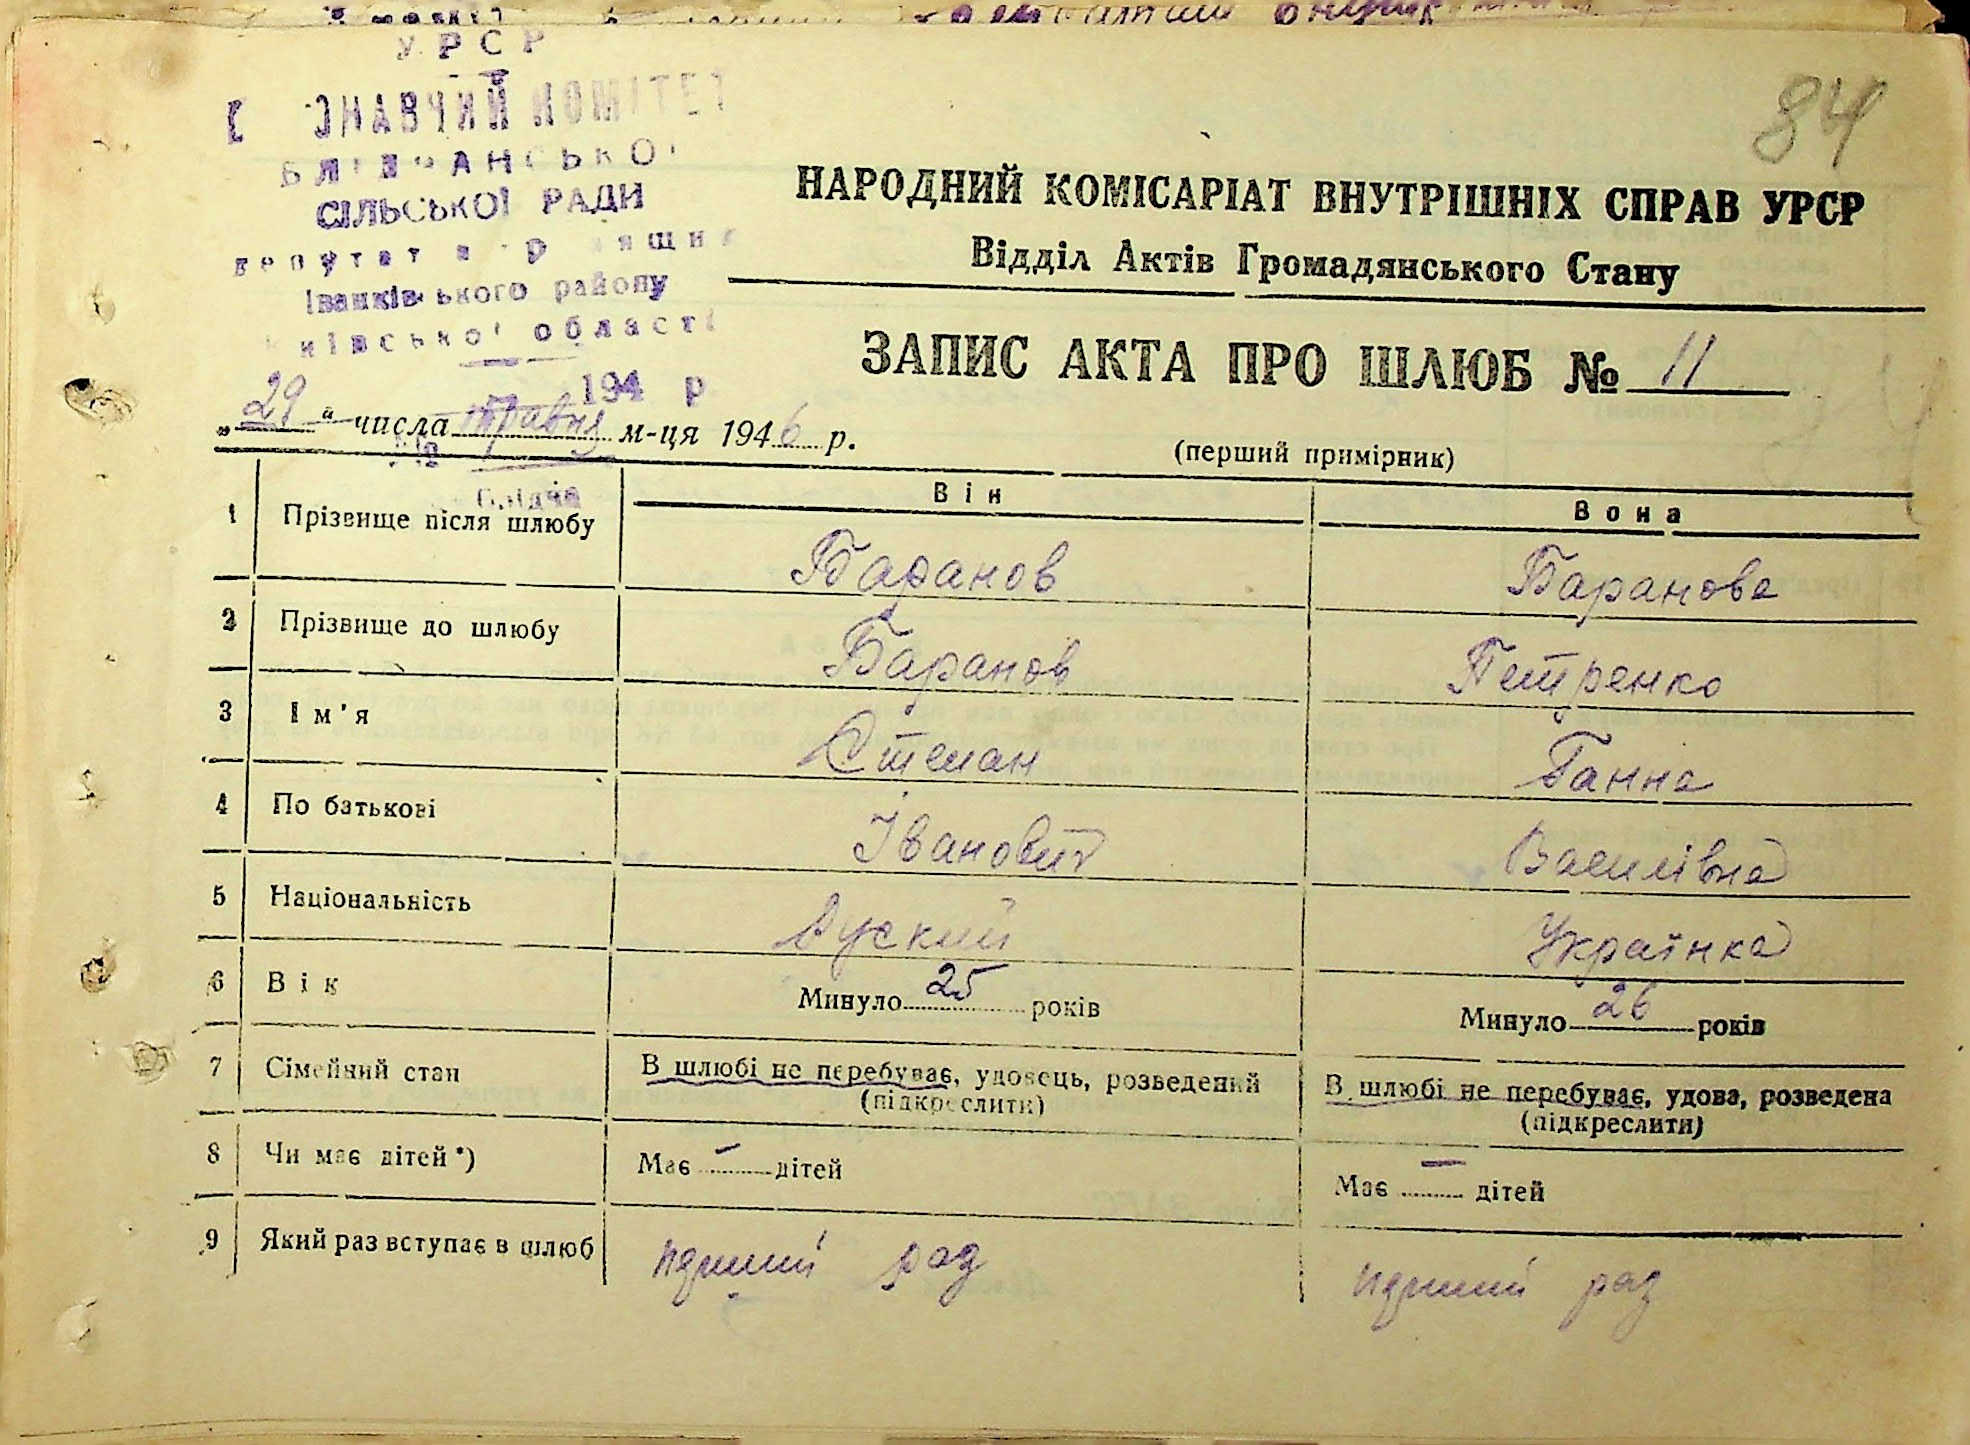 84
УРСР
СІЛЬСЬКОЇ РАДИ
Іванківського району
Київської області
194 р
НАРОДНИЙ КОМІСАРІАТ ВНУТРІШНІХ СПРАВ УРСР
Відділ Актів Громадянського Стану
ЗАПИС АКТА ПРО ШЛЮБ № 11
„29" числа травня м-ця 1946 р.
(перший примірник)
Він Вона
1 Прізвище після шлюбу Баранов Баранова
2 Прізвище до шлюбу Баранов Петренко
3 Ім'я Степан Ганна
4 По батькові Іванович Василівна
5 Національність Руский Українка
6 Вік Минуло 25 років Минуло 26 років
7 Сімейний стан В шлюбі не перебуває, удовець, розведений В шлюбі не перебуває, удова, розведена
(підкреслити) (підкреслити)
8 Чи має дітей*) Має – дітей Має – дітей
9 Який раз вступає в шлюб перший раз перший раз